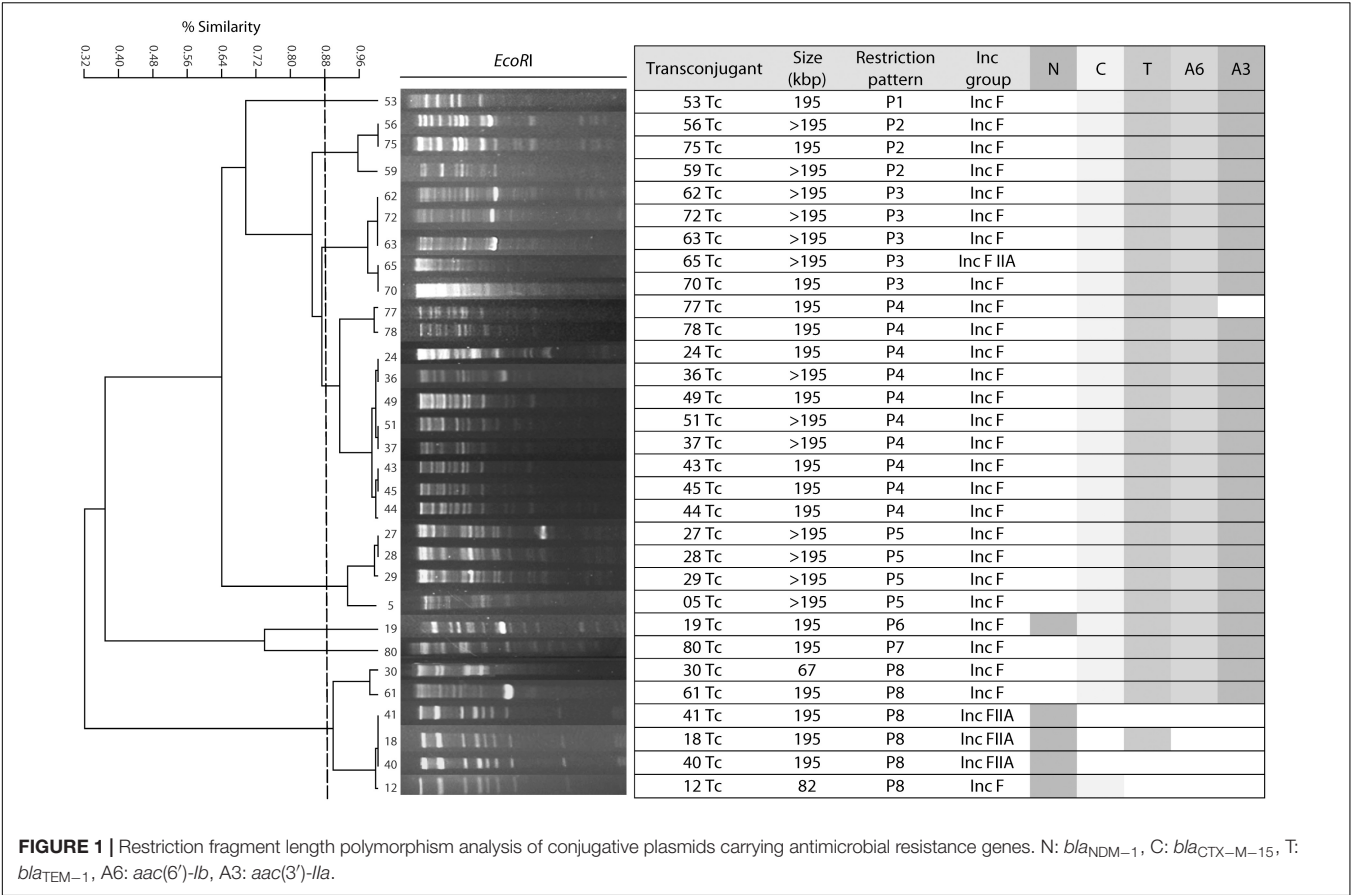 % Similarity
0.32 0.40 0.48 0.56 0.64 0.72 0.80 0.88 0.96
EcoRI
Transconjugant Size (kbp) Restriction pattern Inc group N C T A6 A3
53 53 Tc 195 P1 Inc F
56 56 Tc >195 P2 Inc F
75 75 Tc 195 P2 Inc F
59 59 Tc >195 P2 Inc F
62 62 Tc >195 P3 Inc F
72 72 Tc >195 P3 Inc F
63 63 Tc >195 P3 Inc F
65 65 Tc >195 P3 Inc F IIA
70 70 Tc 195 P3 Inc F
77 77 Tc 195 P4 Inc F
78 78 Tc 195 P4 Inc F
24 24 Tc 195 P4 Inc F
36 36 Tc >195 P4 Inc F
49 49 Tc 195 P4 Inc F
51 51 Tc >195 P4 Inc F
37 37 Tc >195 P4 Inc F
43 43 Tc 195 P4 Inc F
45 45 Tc 195 P4 Inc F
44 44 Tc 195 P4 Inc F
27 27 Tc >195 P5 Inc F
28 28 Tc >195 P5 Inc F
29 29 Tc >195 P5 Inc F
5 05 Tc >195 P5 Inc F
19 19 Tc 195 P6 Inc F
80 80 Tc 195 P7 Inc F
30 30 Tc 67 P8 Inc F
61 61 Tc 195 P8 Inc F
41 41 Tc 195 P8 Inc FIIA
18 18 Tc 195 P8 Inc FIIA
40 40 Tc 195 P8 Inc FIIA
12 12 Tc 82 P8 Inc F
FIGURE 1 | Restriction fragment length polymorphism analysis of conjugative plasmids carrying antimicrobial resistance genes. N: blaNDM−1, C: blaCTX−M−15, T:
blaTEM−1, A6: aac(6′)-Ib, A3: aac(3′)-IIa.